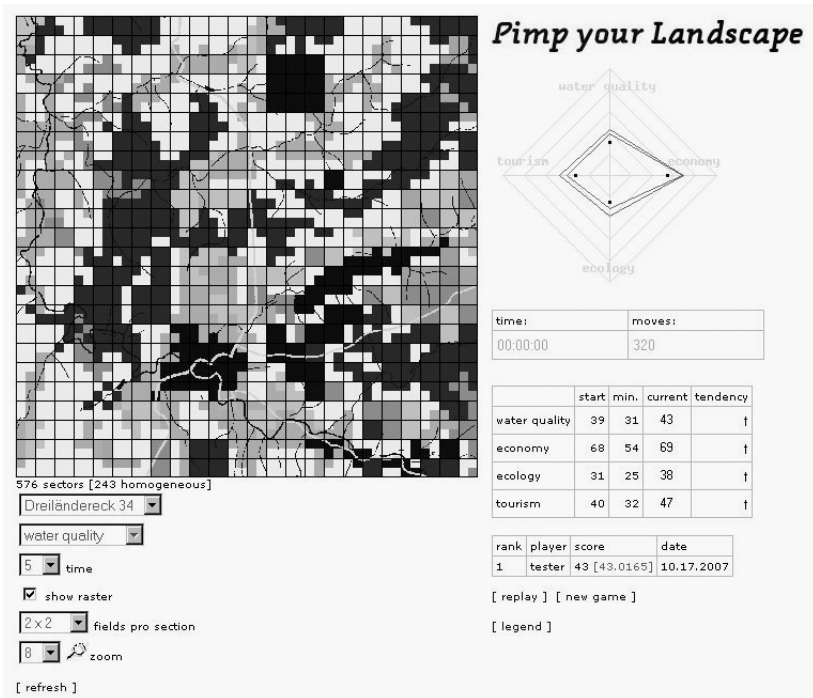 Pimp your Landscape
water quality
tourism
economy
ecology
time: moves:
00:00:00 320
start min. current tendency
water quality 39 31 43 ↑
economy 68 54 69 ↑
ecology 31 25 38 ↑
tourism 40 32 47 ↑
rank player score date
1 tester 43 [43.0165] 10.17.2007
[ replay ] [ new game ]
[ legend ]
576 sectors [243 homogeneous]
Dreiländereck 34
water quality
5 time
show raster
2 x 2 fields pro section
8 zoom
[ refresh ]